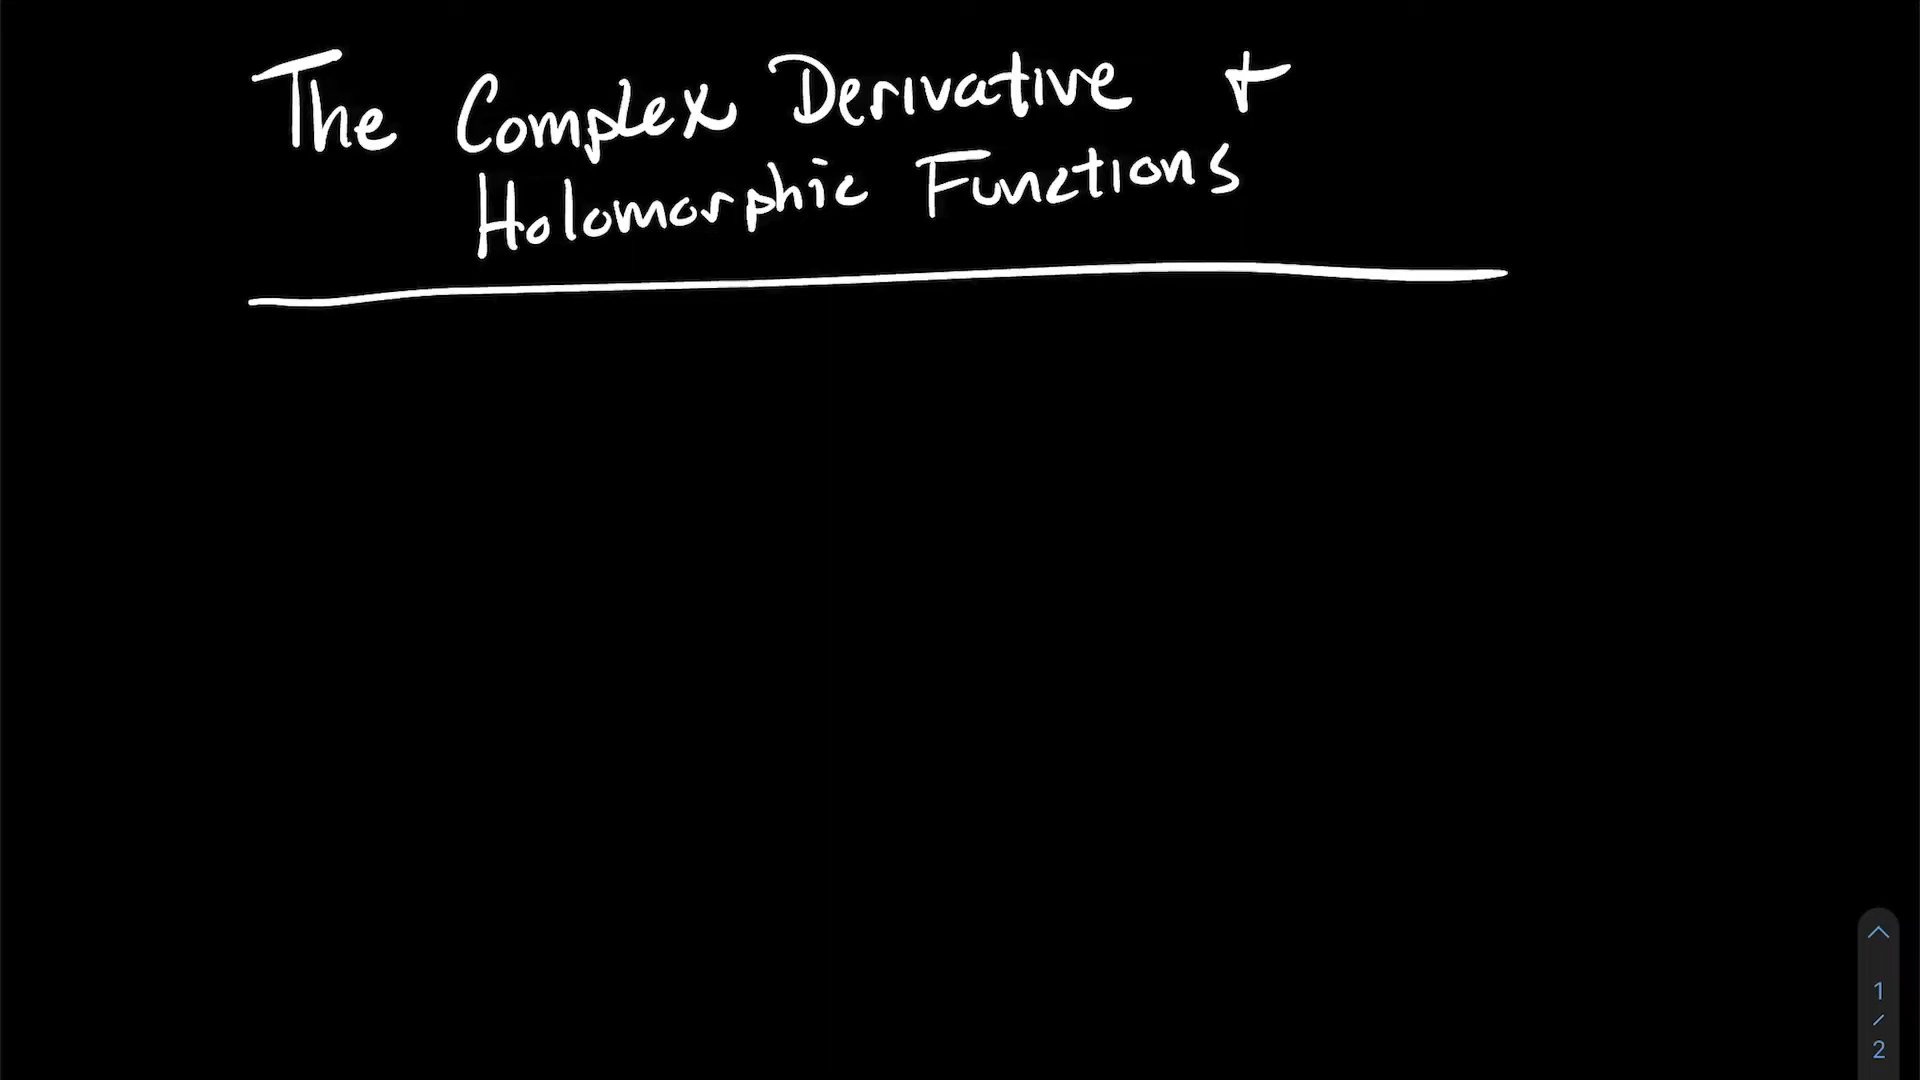 The Complex Derivative +
Holomorphic Functions
1
/
2